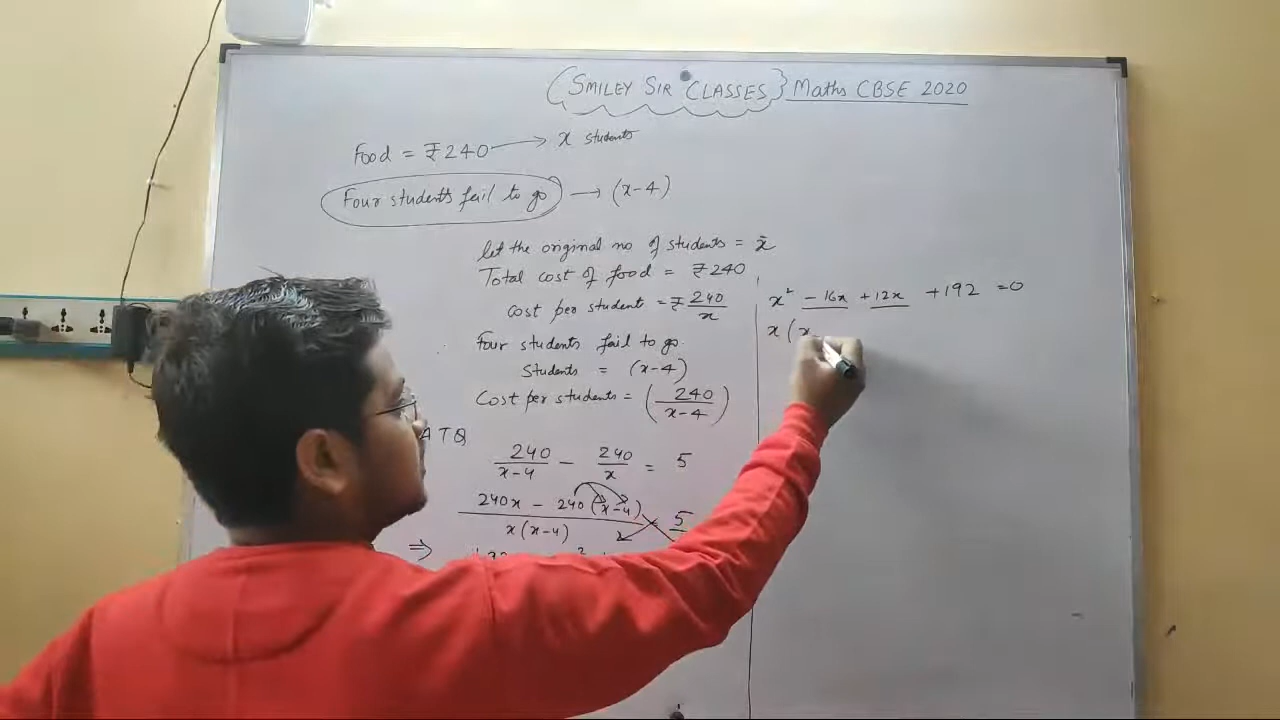 (SMILEY SIR CLASSES} Maths CBSE 2020
Food = ₹240 → x students
Four students fail to go → (x-4)
let the original no of students = x
Total cost of food = ₹240
cost per student = ₹ 240/x
Four students fail to go.
Students = (x-4)
Cost per students = (240/x-4)
ATQ
240/x-4 - 240/x = 5
240x - 240(x-4)/x(x-4) = 5
⇒
x² - 16x + 12x + 192 = 0
x(x